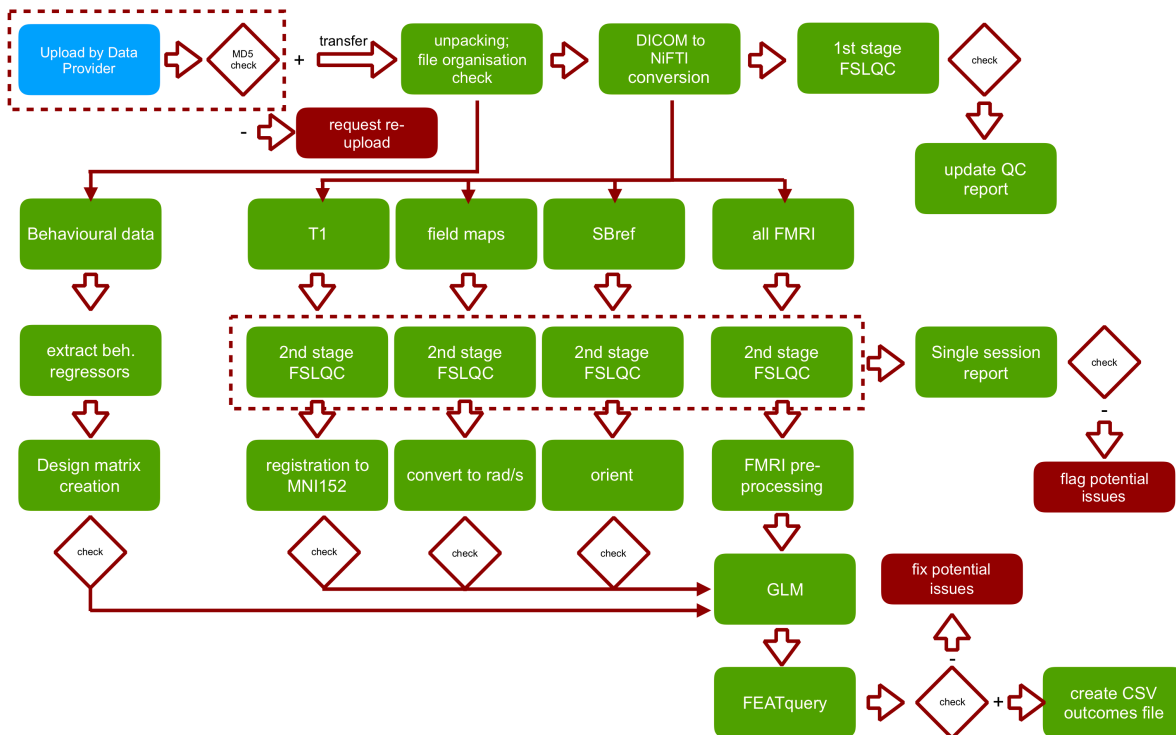 Upload by Data
Provider
MD5
check
+
transfer
unpacking;
file organisation
check
DICOM to
NiFTI
conversion
1st stage
FSLQC
check
-
request re-
upload
update QC
report
Behavioural data
T1
field maps
SBref
all FMRI
extract beh.
regressors
2nd stage
FSLQC
2nd stage
FSLQC
2nd stage
FSLQC
2nd stage
FSLQC
Single session
report
check
-
flag potential
issues
Design matrix
creation
registration to
MNI152
convert to rad/s
orient
FMRI pre-
processing
check
check
check
check
GLM
fix potential
issues
-
FEATquery
check
+
create CSV
outcomes file